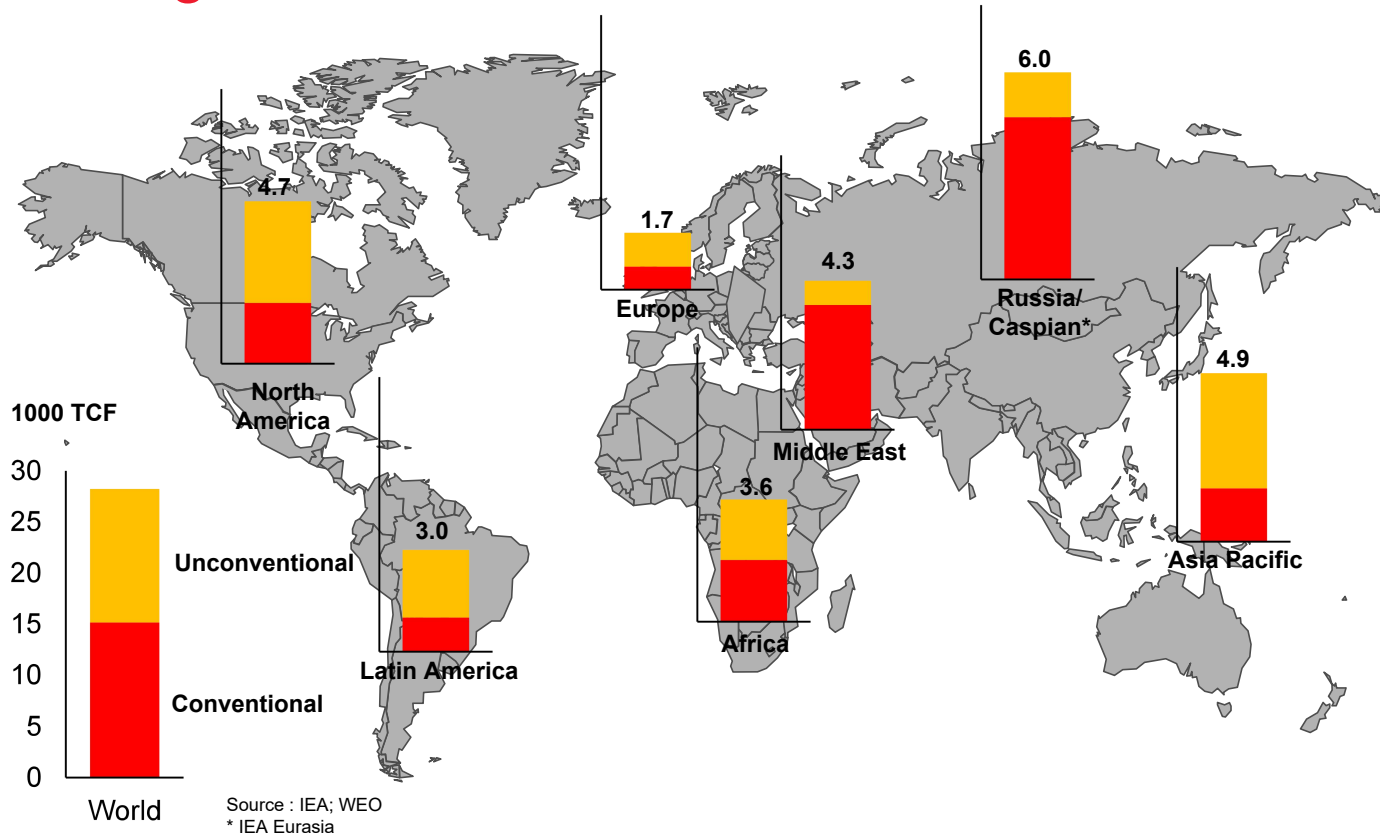 6.0
4.7
1.7
4.3
Europe
Russia/
Caspian*
4.9
North
America
1000 TCF
Middle East
3.6
3.0
30
25
20
15
10
5
0
Unconventional
Conventional
Asia Pacific
Africa
Latin America
World
Source : IEA; WEO
* IEA Eurasia